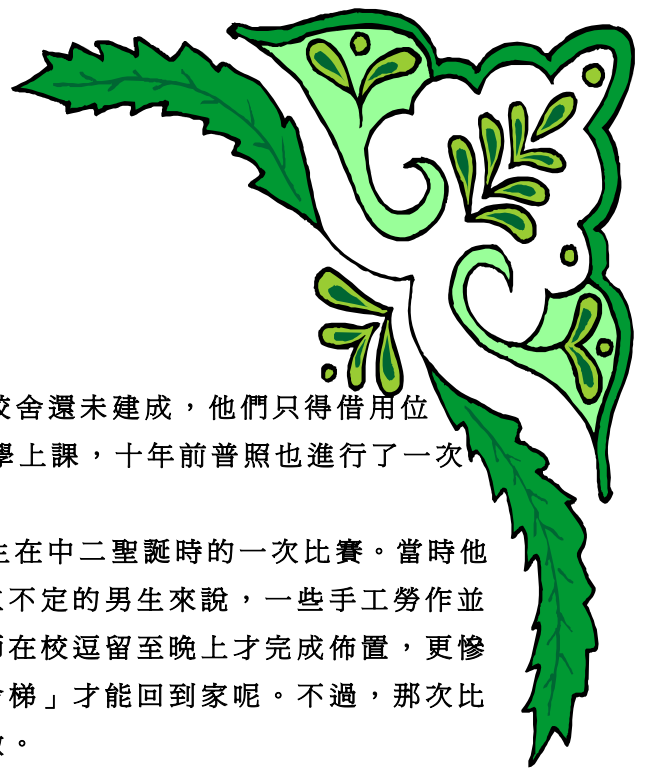 校舍還未建成，他們只得借用位
學上課，十年前普照也進行了一次
生在中二聖誕時的一次比賽。當時他
不定的男生來說，一些手工勞作並
師在校逗留至晚上才完成佈置，更慘
梯」才能回到家呢。不過，那次比
。